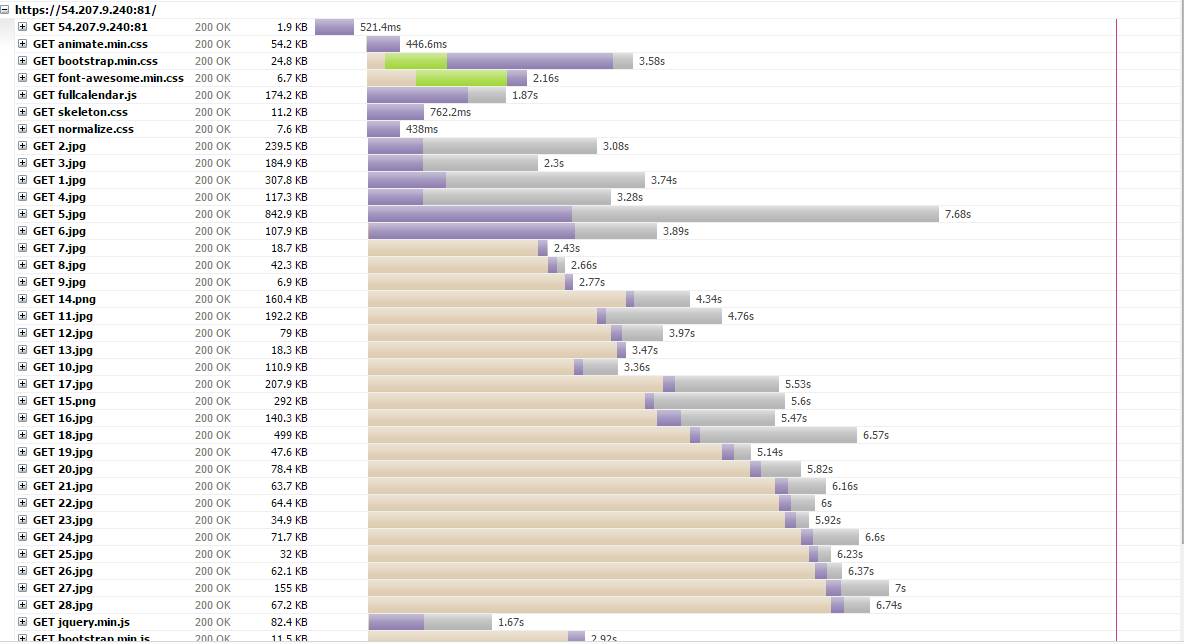 https://54.207.9.240:81/
GET 54.207.9.240:81 200 OK 1.9 KB 521.4ms
GET animate.min.css 200 OK 54.2 KB 446.6ms
GET bootstrap.min.css 200 OK 24.8 KB 3.58s
GET font-awesome.min.css 200 OK 6.7 KB 2.16s
GET fullcalendar.js 200 OK 174.2 KB 1.87s
GET skeleton.css 200 OK 11.2 KB 762.2ms
GET normalize.css 200 OK 7.6 KB 438ms
GET 2.jpg 200 OK 239.5 KB 3.08s
GET 3.jpg 200 OK 184.9 KB 2.3s
GET 1.jpg 200 OK 307.8 KB 3.74s
GET 4.jpg 200 OK 117.3 KB 3.28s
GET 5.jpg 200 OK 842.9 KB 7.68s
GET 6.jpg 200 OK 107.9 KB 3.89s
GET 7.jpg 200 OK 18.7 KB 2.43s
GET 8.jpg 200 OK 42.3 KB 2.66s
GET 9.jpg 200 OK 6.9 KB 2.77s
GET 14.png 200 OK 160.4 KB 4.34s
GET 11.jpg 200 OK 192.2 KB 4.76s
GET 12.jpg 200 OK 79 KB 3.97s
GET 13.jpg 200 OK 18.3 KB 3.47s
GET 10.jpg 200 OK 110.9 KB 3.36s
GET 17.jpg 200 OK 207.9 KB 5.53s
GET 15.png 200 OK 292 KB 5.6s
GET 16.jpg 200 OK 140.3 KB 5.47s
GET 18.jpg 200 OK 499 KB 6.57s
GET 19.jpg 200 OK 47.6 KB 5.14s
GET 20.jpg 200 OK 78.4 KB 5.82s
GET 21.jpg 200 OK 63.7 KB 6.16s
GET 22.jpg 200 OK 64.4 KB 6s
GET 23.jpg 200 OK 34.9 KB 5.92s
GET 24.jpg 200 OK 71.7 KB 6.6s
GET 25.jpg 200 OK 32 KB 6.23s
GET 26.jpg 200 OK 62.1 KB 6.37s
GET 27.jpg 200 OK 155 KB 7s
GET 28.jpg 200 OK 67.2 KB 6.74s
GET jquery.min.js 200 OK 82.4 KB 1.67s
GET bootstrap.min.js 200 OK 11.5 KB 2.92s